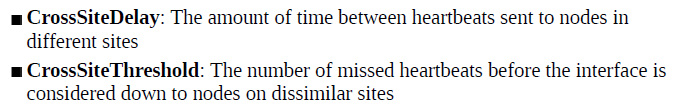 ■ CrossSiteDelay: The amount of time between heartbeats sent to nodes in
different sites
■ CrossSiteThreshold: The number of missed heartbeats before the interface is
considered down to nodes on dissimilar sites